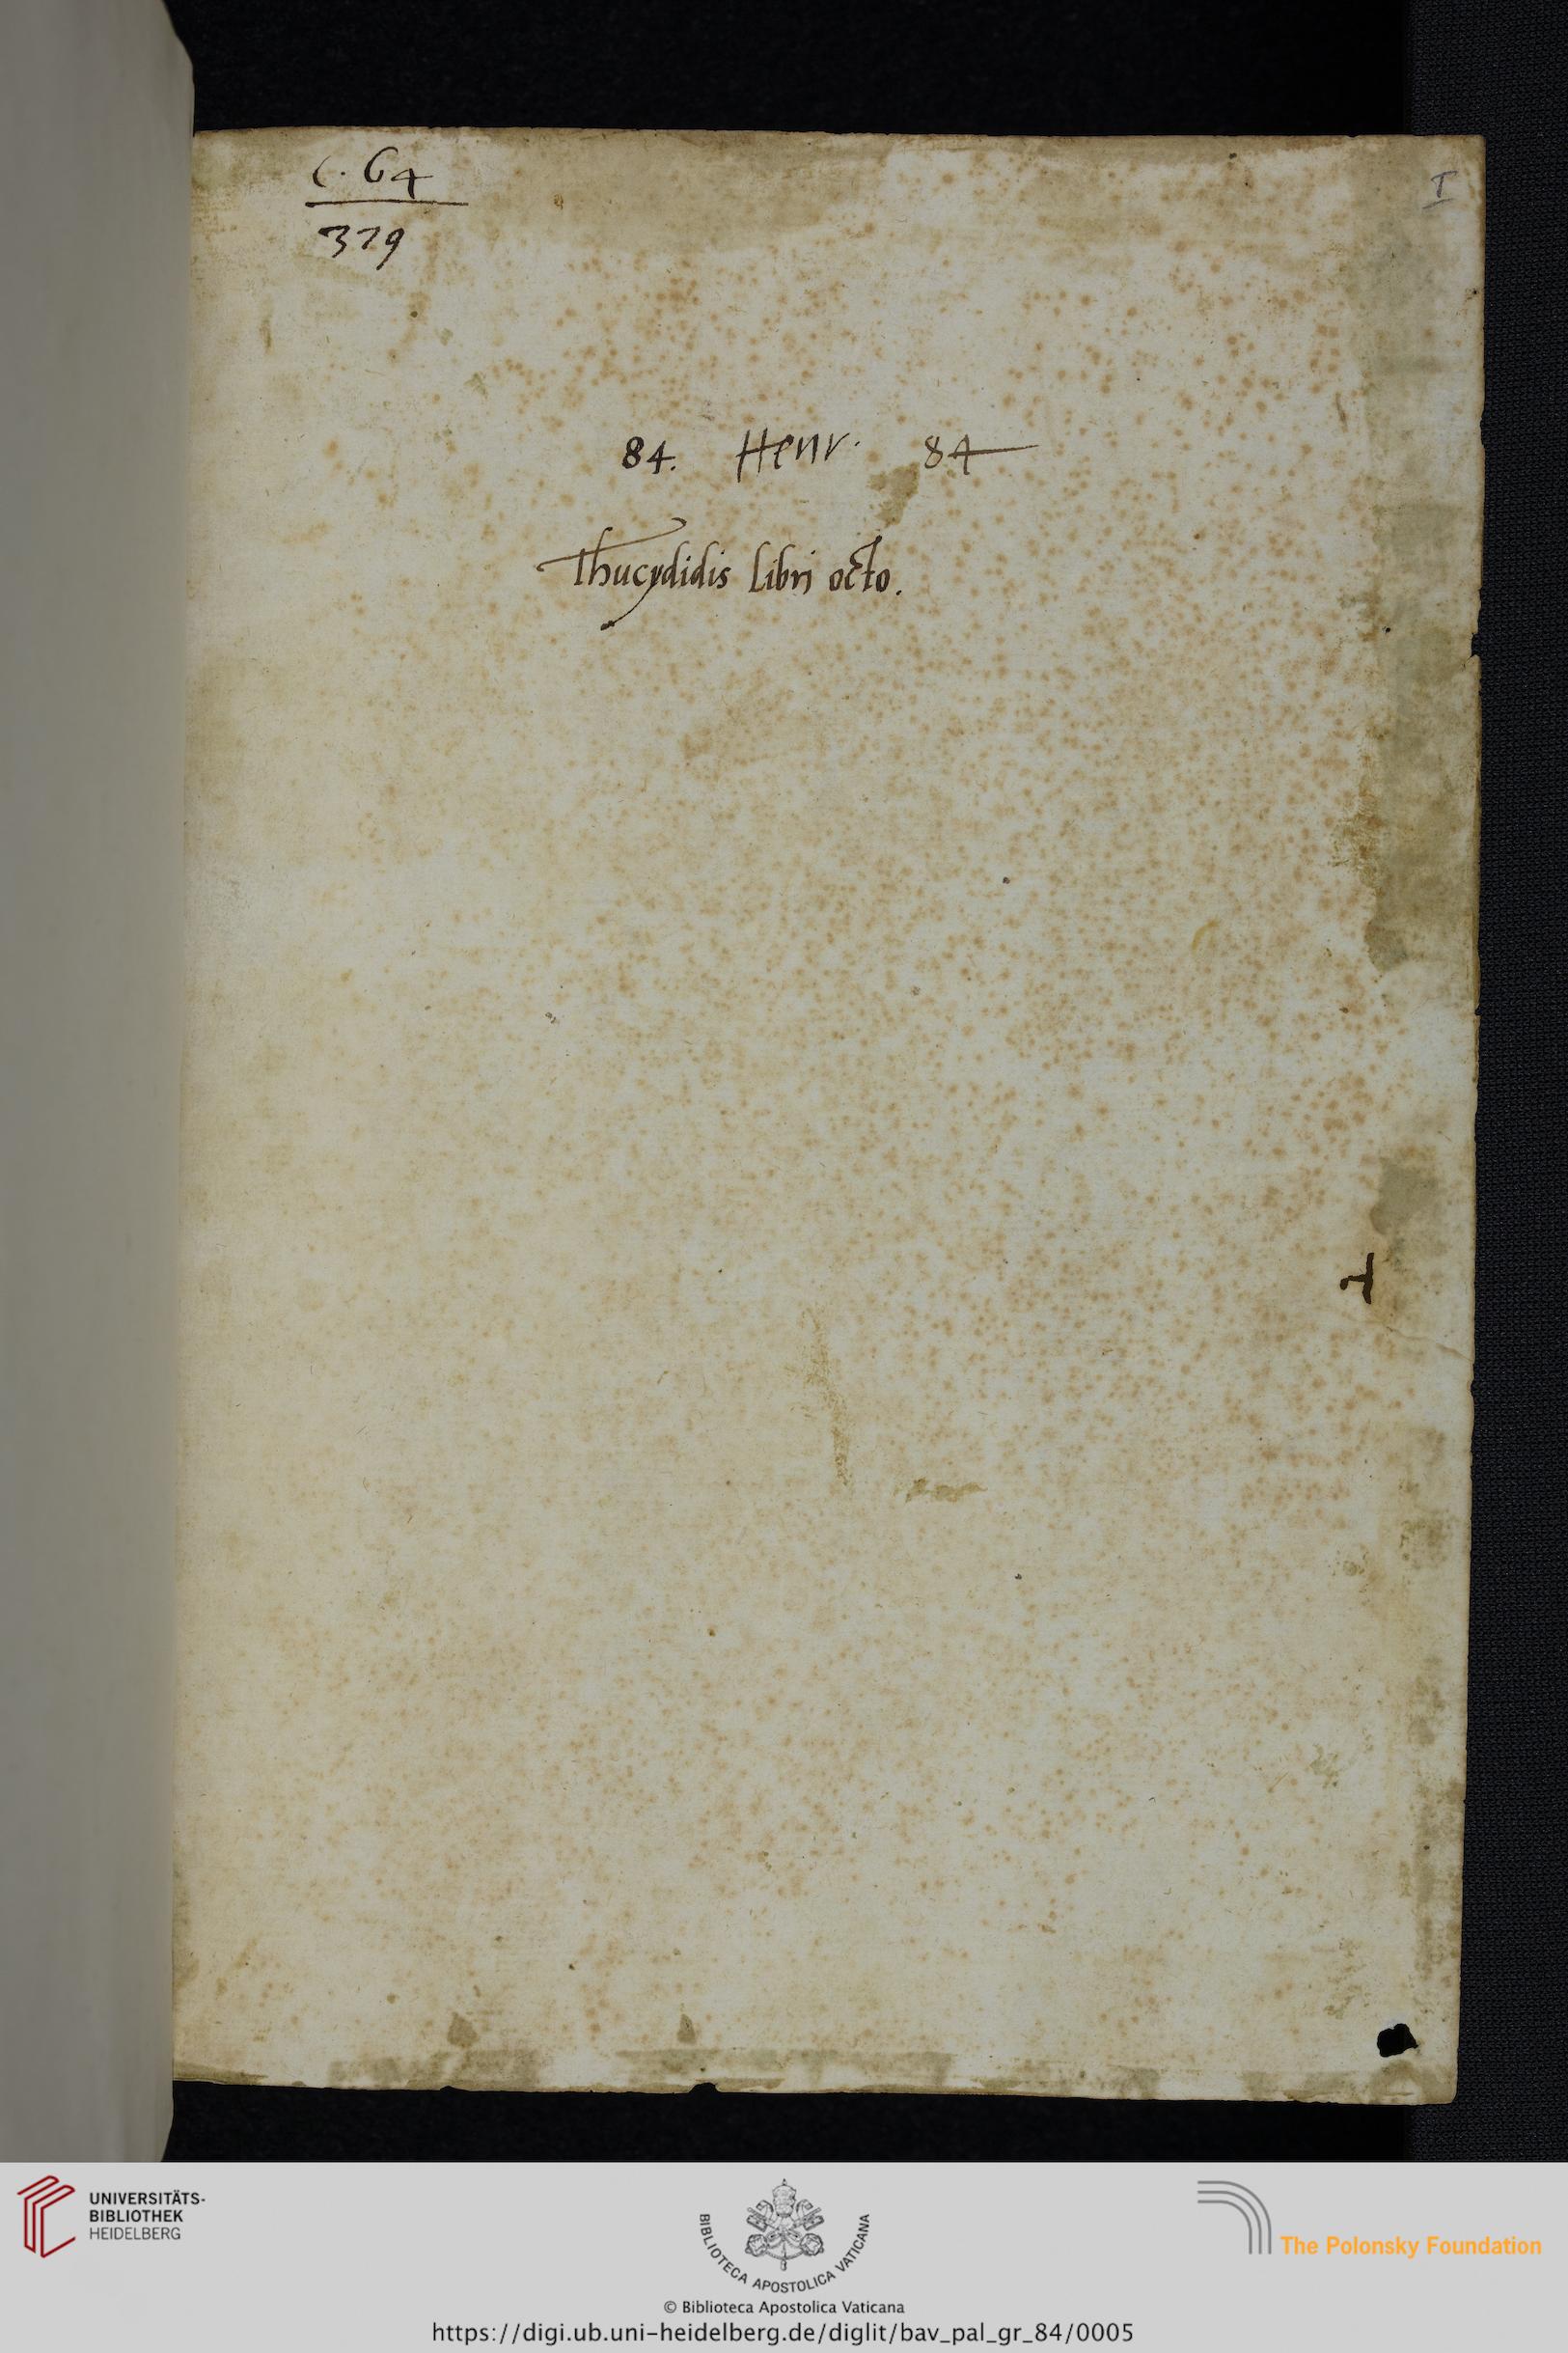 C. 64
379
I
84. Henr. 84
Thucydidis Libri octo.
UNIVERSITÄTS-
BIBLIOTHEK
HEIDELBERG
BIBLIOTECA APOSTOLICA VATICANA
The Polonsky Foundation
© Biblioteca Apostolica Vaticana
https://digi.ub.uni-heidelberg.de/diglit/bav_pal_gr_84/0005